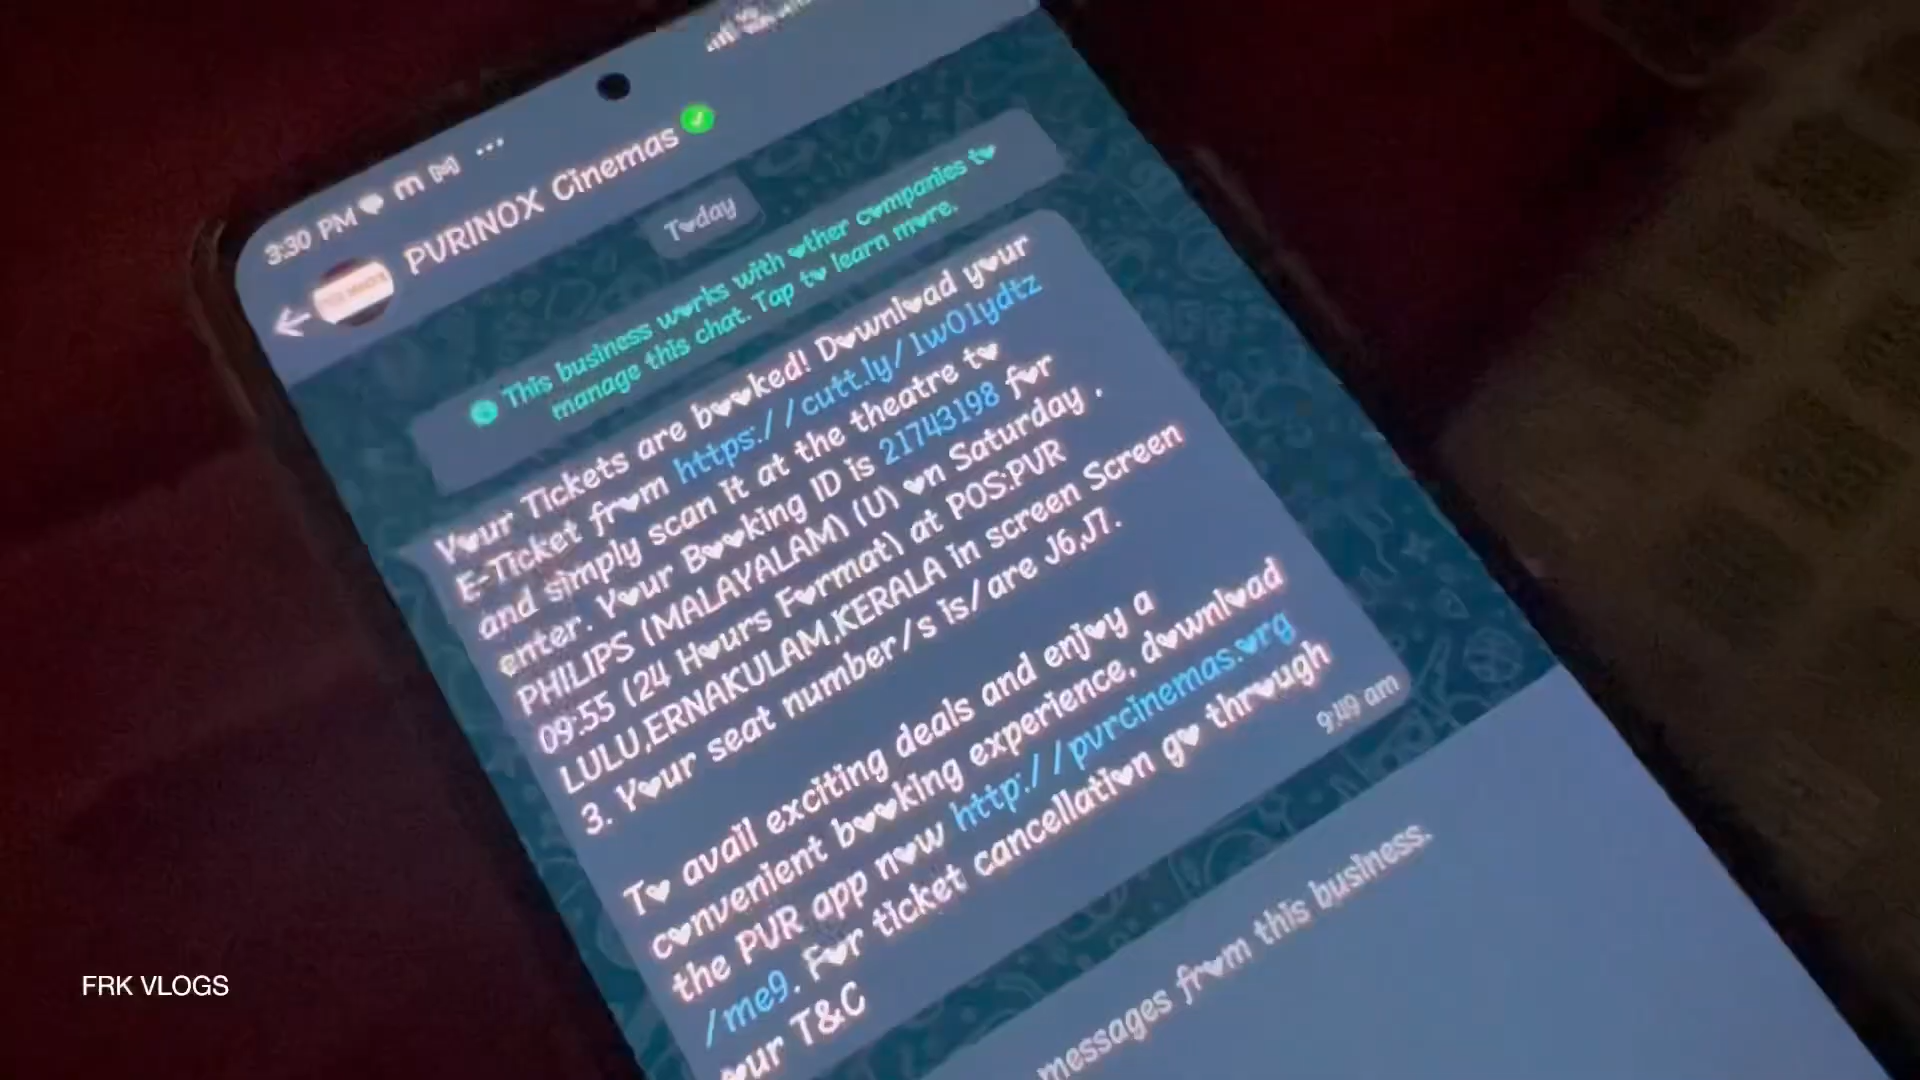 3:30 PM
PVRINOX Cinemas
Today
This business works with other companies to
manage this chat. Tap to learn more.
Your Tickets are booked! Download your
E-Ticket from https://cutt.ly/1w01ydtz
and simply scan it at the theatre to
enter. Your Booking ID is 21743198 for
PHILIPS (MALAYALAM) (U) on Saturday .
09:55 (24 Hours Format) at POS:PVR
LULU,ERNAKULAM,KERALA in screen Screen
3. Your seat number/s is/are J6,J7.
To avail exciting deals and enjoy a
convenient booking experience, download
the PVR app now http://pvrcinemas.org
/me9. For ticket cancellation go through
our T&C
9:49 am
messages from this business.
FRK VLOGS